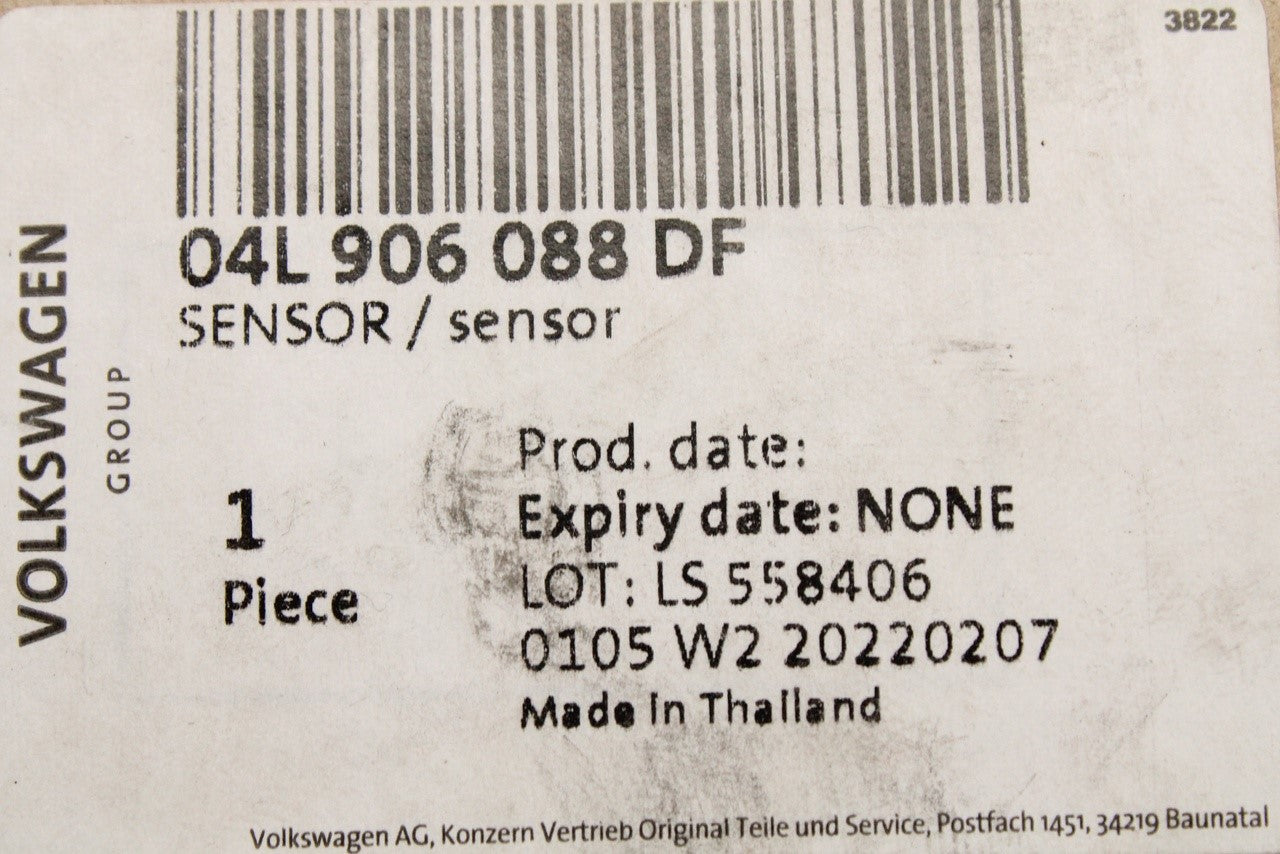 3822
04L 906 088 DF
SENSOR / sensor
VOLKSWAGEN
GROUP
1
Piece
Prod. date:
Expiry date: NONE
LOT: LS 558406
0105 W2 20220207
Made in Thailand
Volkswagen AG, Konzern Vertrieb Original Teile und Service, Postfach 1451, 34219 Baunatal